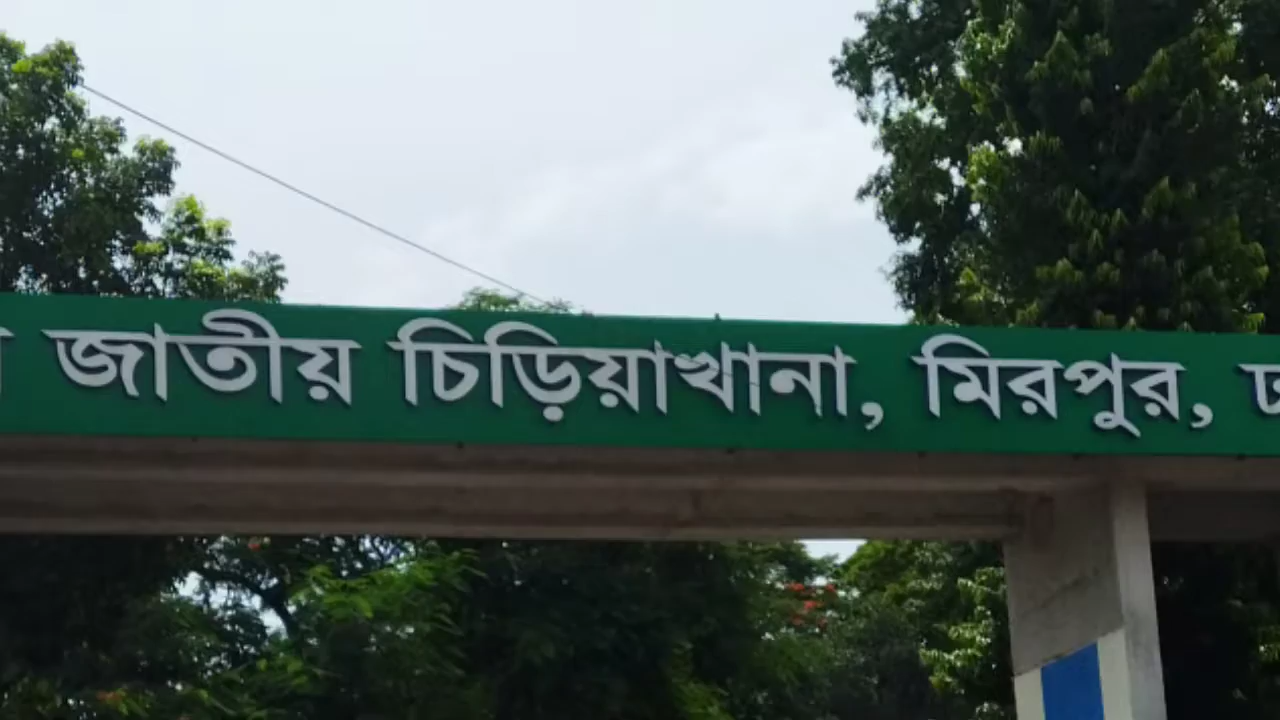 জাতীয় চিড়িয়াখানা, মিরপুর,